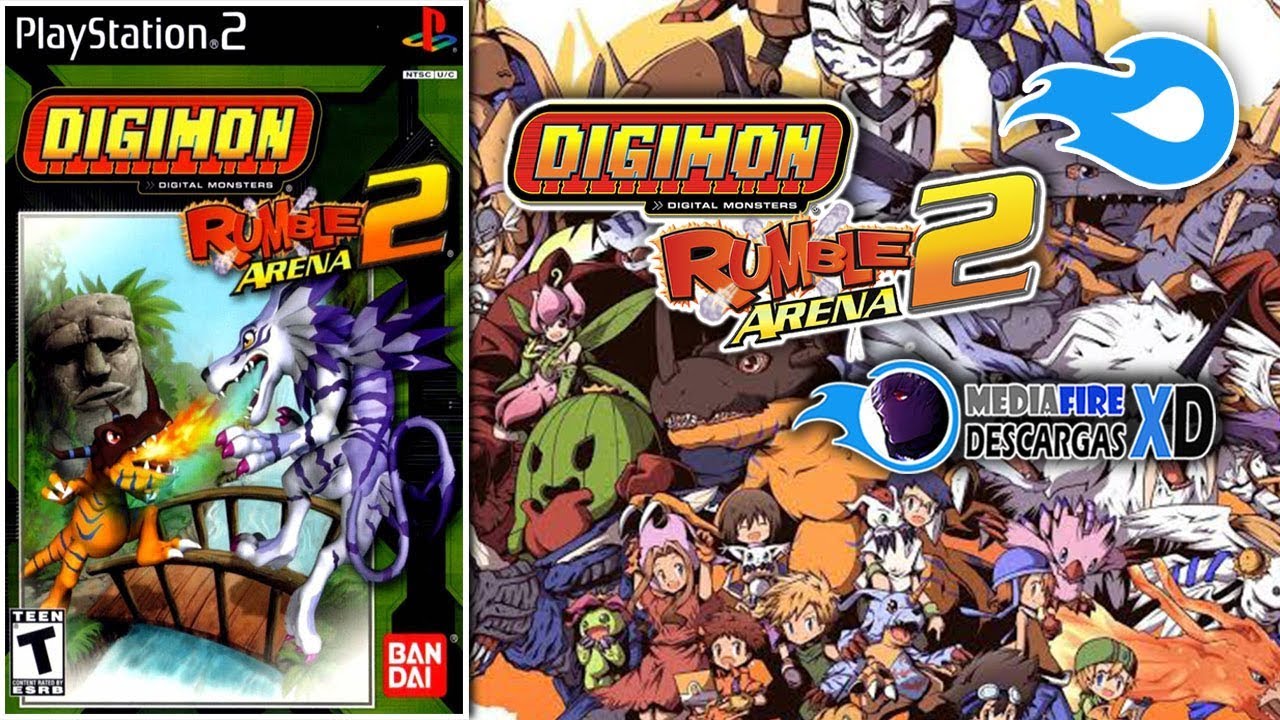 PlayStation®2
NTSC U/C
DIGIMON
DIGITAL MONSTERS
RUMBLE
ARENA 2
TEEN
T
CONTENT RATED BY
ESRB
BAN
DAI
DIGIMON
DIGITAL MONSTERS
RUMBLE
ARENA 2
MEDIAFIRE
DESCARGAS XD